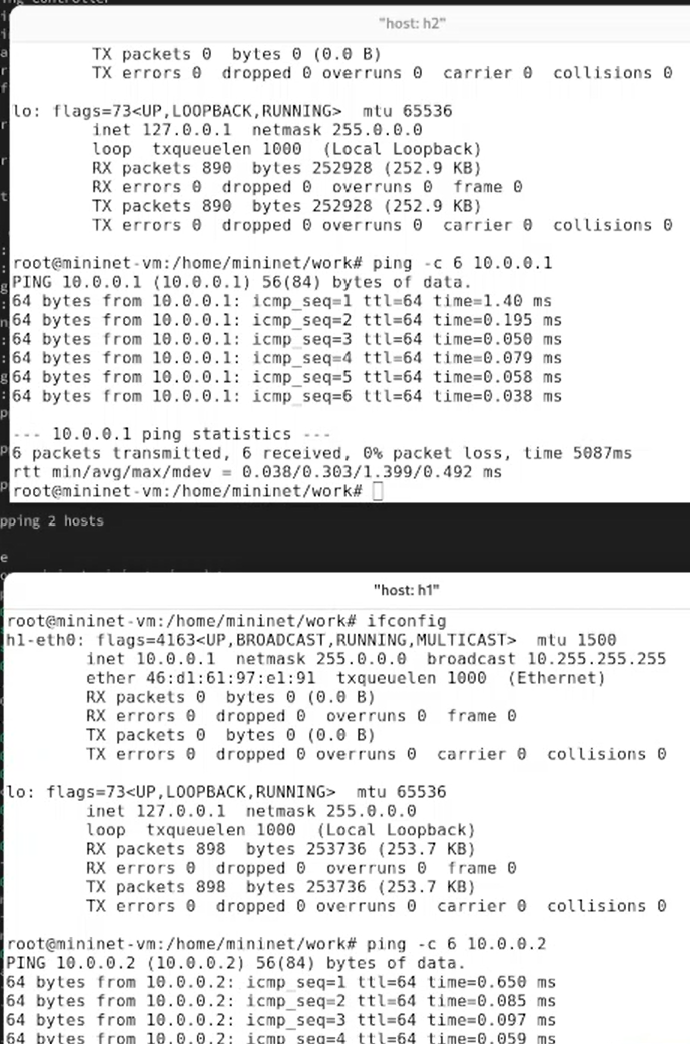 "host: h2"
TX packets 0  bytes 0 (0.0 B)
TX errors 0  dropped 0 overruns 0  carrier 0  collisions 0
lo: flags=73<UP,LOOPBACK,RUNNING>  mtu 65536
inet 127.0.0.1  netmask 255.0.0.0
loop  txqueuelen 1000  (Local Loopback)
RX packets 890  bytes 252928 (252.9 KB)
RX errors 0  dropped 0  overruns 0  frame 0
TX packets 890  bytes 252928 (252.9 KB)
TX errors 0  dropped 0 overruns 0  carrier 0  collisions 0
root@mininet-vm:/home/mininet/work# ping -c 6 10.0.0.1
PING 10.0.0.1 (10.0.0.1) 56(84) bytes of data.
64 bytes from 10.0.0.1: icmp_seq=1 ttl=64 time=1.40 ms
64 bytes from 10.0.0.1: icmp_seq=2 ttl=64 time=0.195 ms
64 bytes from 10.0.0.1: icmp_seq=3 ttl=64 time=0.050 ms
64 bytes from 10.0.0.1: icmp_seq=4 ttl=64 time=0.079 ms
64 bytes from 10.0.0.1: icmp_seq=5 ttl=64 time=0.058 ms
64 bytes from 10.0.0.1: icmp_seq=6 ttl=64 time=0.038 ms
--- 10.0.0.1 ping statistics ---
6 packets transmitted, 6 received, 0% packet loss, time 5087ms
rtt min/avg/max/mdev = 0.038/0.303/1.399/0.492 ms
root@mininet-vm:/home/mininet/work#
pping 2 hosts
"host: h1"
root@mininet-vm:/home/mininet/work# ifconfig
h1-eth0: flags=4163<UP,BROADCAST,RUNNING,MULTICAST>  mtu 1500
inet 10.0.0.1  netmask 255.0.0.0  broadcast 10.255.255.255
ether 46:d1:61:97:e1:91  txqueuelen 1000  (Ethernet)
RX packets 0  bytes 0 (0.0 B)
RX errors 0  dropped 0  overruns 0  frame 0
TX packets 0  bytes 0 (0.0 B)
TX errors 0  dropped 0 overruns 0  carrier 0  collisions 0
lo: flags=73<UP,LOOPBACK,RUNNING>  mtu 65536
inet 127.0.0.1  netmask 255.0.0.0
loop  txqueuelen 1000  (Local Loopback)
RX packets 898  bytes 253736 (253.7 KB)
RX errors 0  dropped 0  overruns 0  frame 0
TX packets 898  bytes 253736 (253.7 KB)
TX errors 0  dropped 0 overruns 0  carrier 0  collisions 0
root@mininet-vm:/home/mininet/work# ping -c 6 10.0.0.2
PING 10.0.0.2 (10.0.0.2) 56(84) bytes of data.
64 bytes from 10.0.0.2: icmp_seq=1 ttl=64 time=0.650 ms
64 bytes from 10.0.0.2: icmp_seq=2 ttl=64 time=0.085 ms
64 bytes from 10.0.0.2: icmp_seq=3 ttl=64 time=0.097 ms
64 bytes from 10.0.0.2: icmp_seq=4 ttl=64 time=0.059 ms